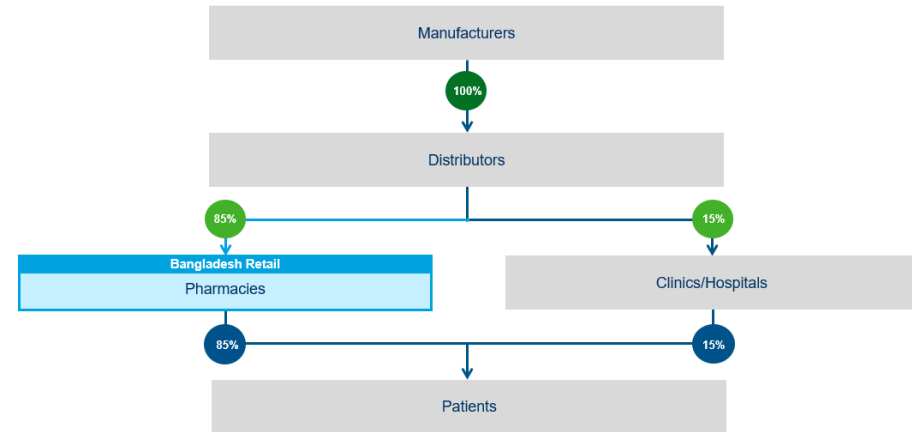 Manufacturers
100%
Distributors
85%
15%
Bangladesh Retail
Pharmacies
Clinics/Hospitals
85%
15%
Patients